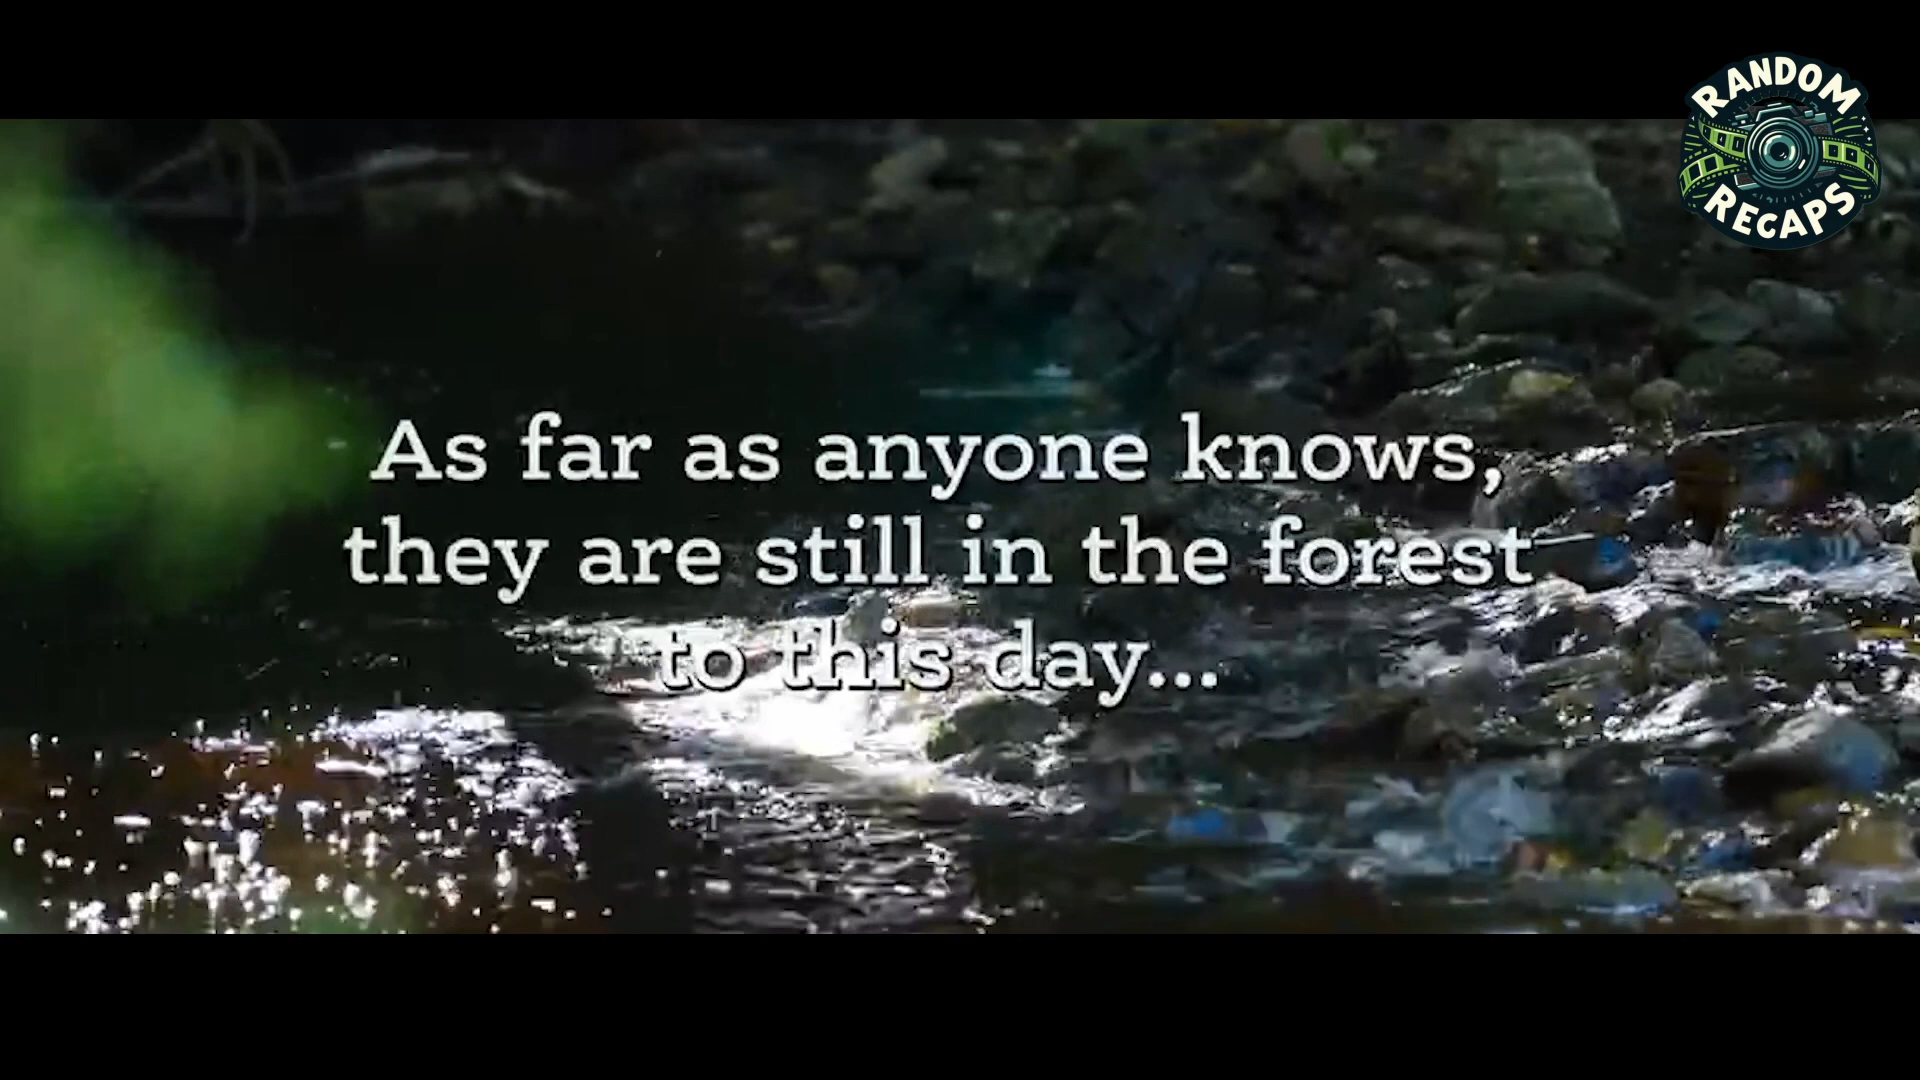 RANDOM
RECAPS
As far as anyone knows,
they are still in the forest
to this day...